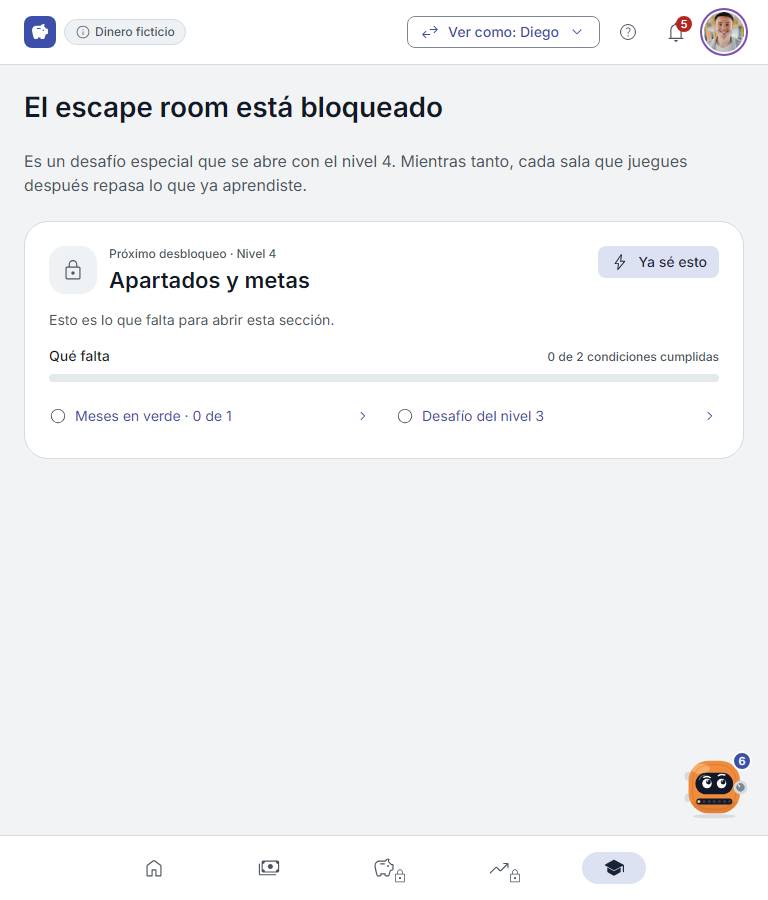 Dinero ficticio
Ver como: Diego
5
El escape room está bloqueado
Es un desafío especial que se abre con el nivel 4. Mientras tanto, cada sala que juegues
después repasa lo que ya aprendiste.
Próximo desbloqueo · Nivel 4
Apartados y metas
Ya sé esto
Esto es lo que falta para abrir esta sección.
Qué falta
0 de 2 condiciones cumplidas
Meses en verde · 0 de 1
Desafío del nivel 3
6